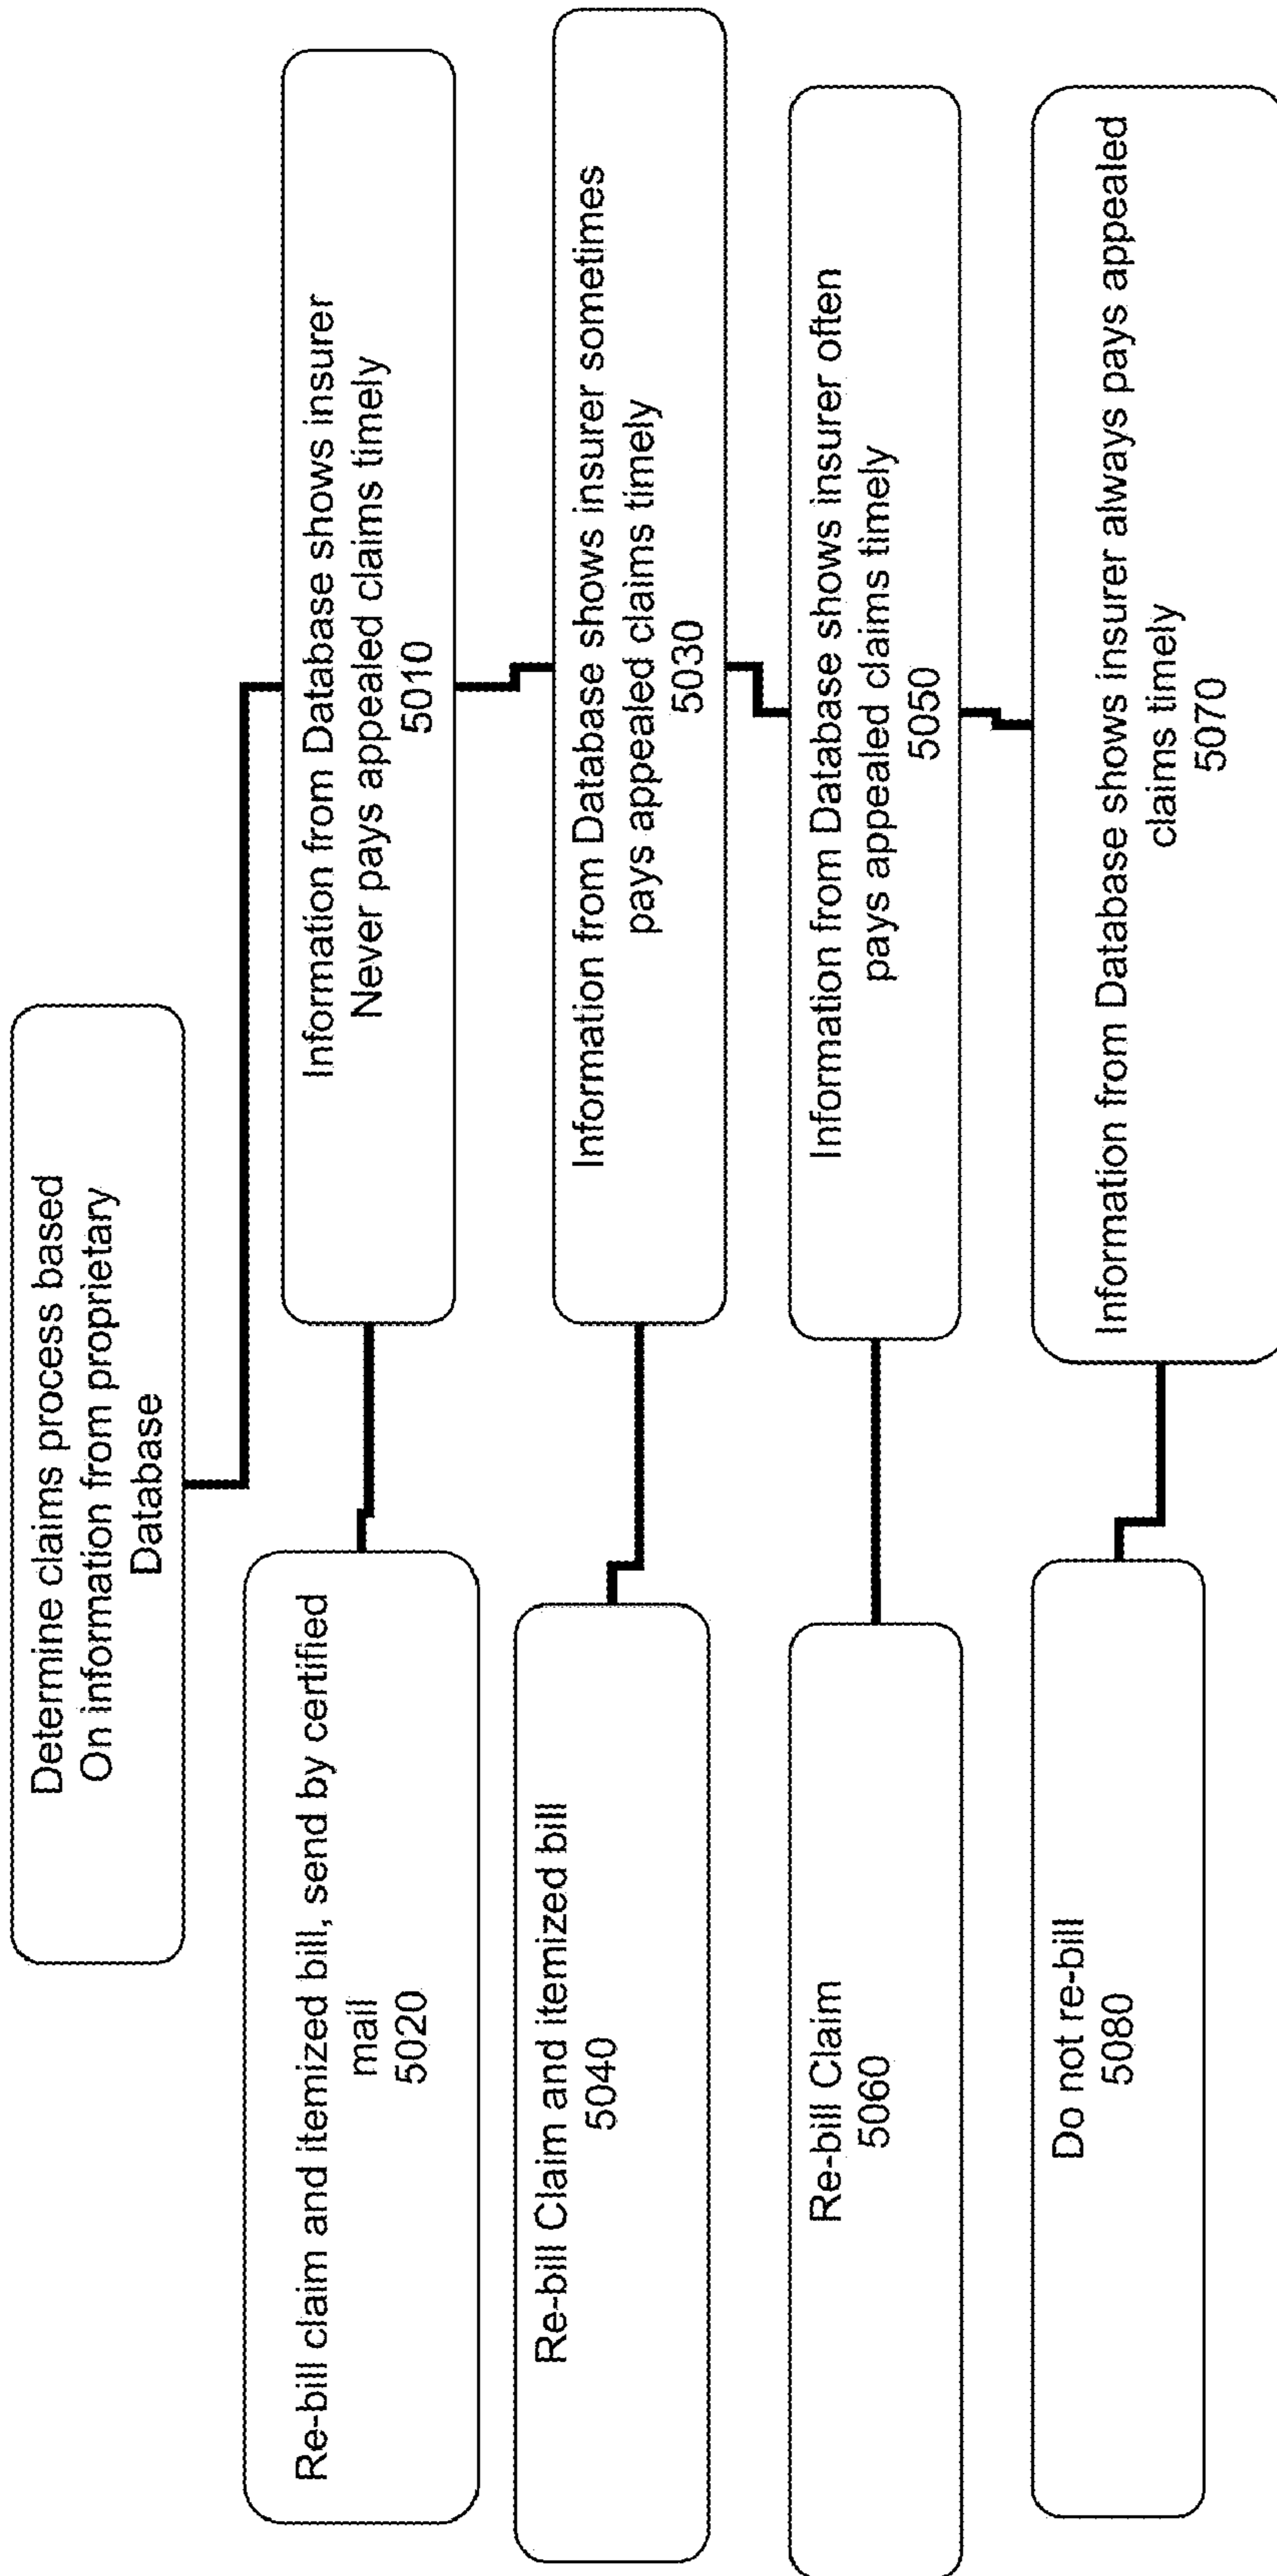 Determine claims process based
On information from proprietary
Database
Re-bill claim and itemized bill, send by certified
mail
5020
Information from Database shows insurer
Never pays appealed claims timely
5010
Re-bill Claim and itemized bill
5040
Information from Database shows insurer sometimes
pays appealed claims timely
5030
Re-bill Claim
5060
Information from Database shows insurer often
pays appealed claims timely
5050
Do not re-bill
5080
Information from Database shows insurer always pays appealed
claims timely
5070